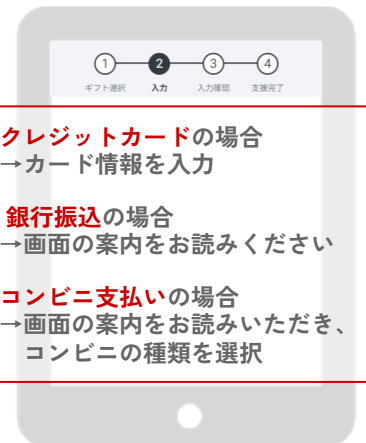 1 2 3 4
ギフト選択 入力 入力確認 支援完了
クレジットカードの場合
→カード情報を入力
銀行振込の場合
→画面の案内をお読みください
コンビニ支払いの場合
→画面の案内をお読みいただき、
コンビニの種類を選択